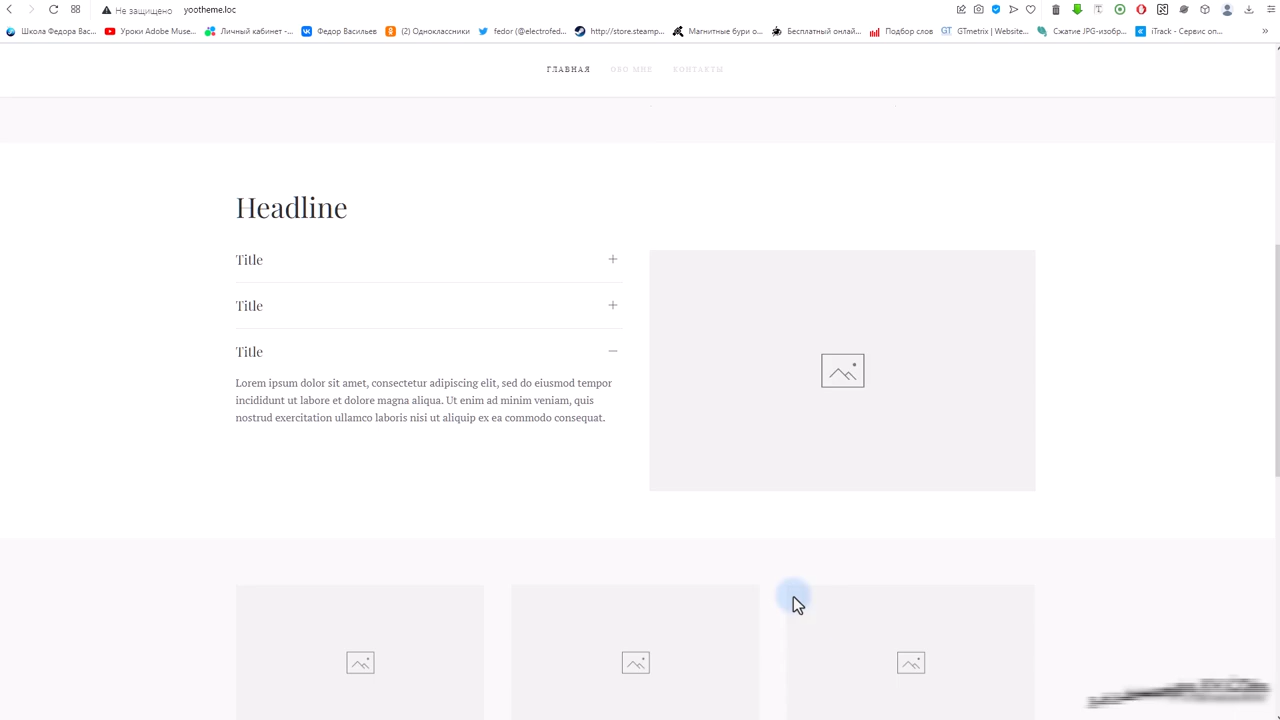 Не защищено
yootheme.loc
Школа Федора Вас...
Уроки Adobe Muse...
Личный кабинет -...
Федор Васильев
(2) Одноклассники
fedor (@electrofed...
http://store.steamp...
Магнитные бури о...
Бесплатный онлай...
Подбор слов
GTmetrix | Website...
Сжатие JPG-изобр...
iTrack - Сервис оп...
ГЛАВНАЯ
ОБО МНЕ
КОНТАКТЫ
Headline
Title
Title
Title
Lorem ipsum dolor sit amet, consectetur adipiscing elit, sed do eiusmod tempor
incididunt ut labore et dolore magna aliqua. Ut enim ad minim veniam, quis
nostrud exercitation ullamco laboris nisi ut aliquip ex ea commodo consequat.